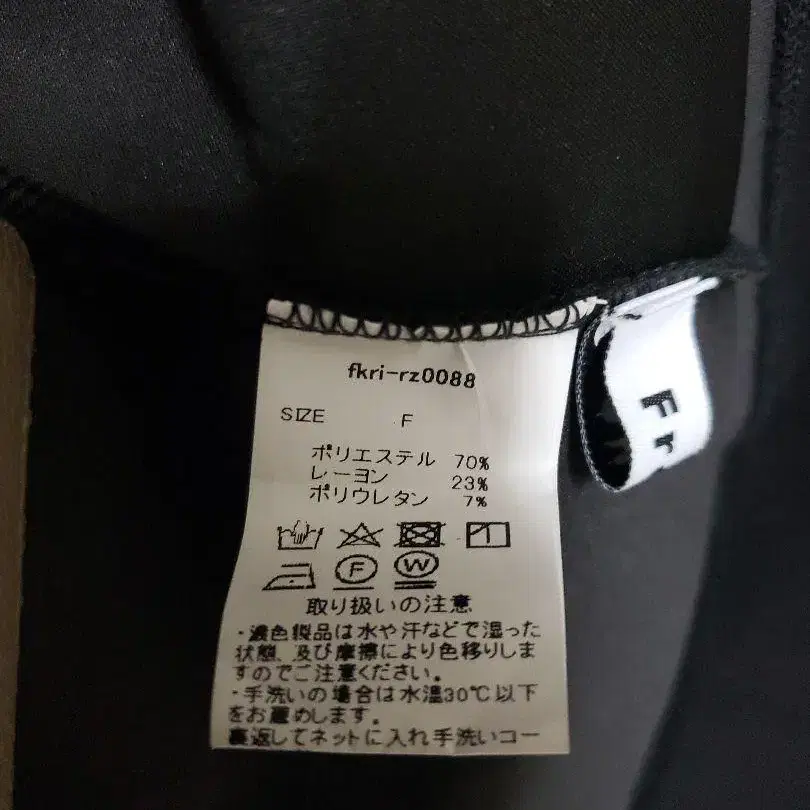 fkri-rz0088
SIZE F
ポリエステル 70%
レーヨン 23%
ポリウレタン 7%
F W
取り扱いの注意
・濃色製品は水や汗などで湿った
状態、及び摩擦により色移りしま
すのでご注意ください。
・手洗いの場合は水温30℃以下
をお薦めします。
裏返してネットに入れ手洗いコー
Fr